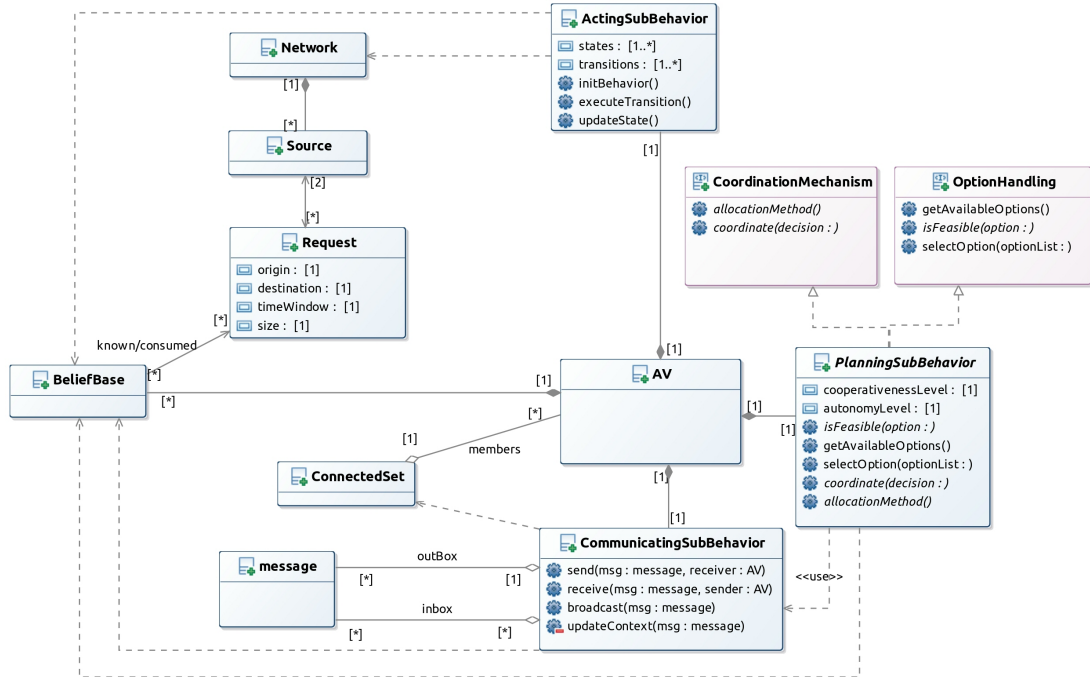 ActingSubBehavior
states : [1..*]
transitions : [1..*]
initBehavior()
executeTransition()
updateState()
Network
[1]
[*]
Source
[2]
[*]
Request
origin : [1]
destination : [1]
timeWindow : [1]
size : [1]
[1]
CoordinationMechanism
allocationMethod()
coordinate(decision : )
OptionHandling
getAvailableOptions()
isFeasible(option : )
selectOption(optionList : )
[*]
known/consumed
[*]
BeliefBase
[*]
[1]
[1]
AV
[1]
[1]
PlanningSubBehavior
cooperativenessLevel : [1]
autonomyLevel : [1]
isFeasible(option : )
getAvailableOptions()
selectOption(optionList : )
coordinate(decision : )
allocationMethod()
[*]
[1]
members
ConnectedSet
[1]
[1]
CommunicatingSubBehavior
send(msg : message, receiver : AV)
receive(msg : message, sender : AV)
broadcast(msg : message)
updateContext(msg : message)
<<use>>
message
outBox
[*]
[1]
inbox
[*]
[*]